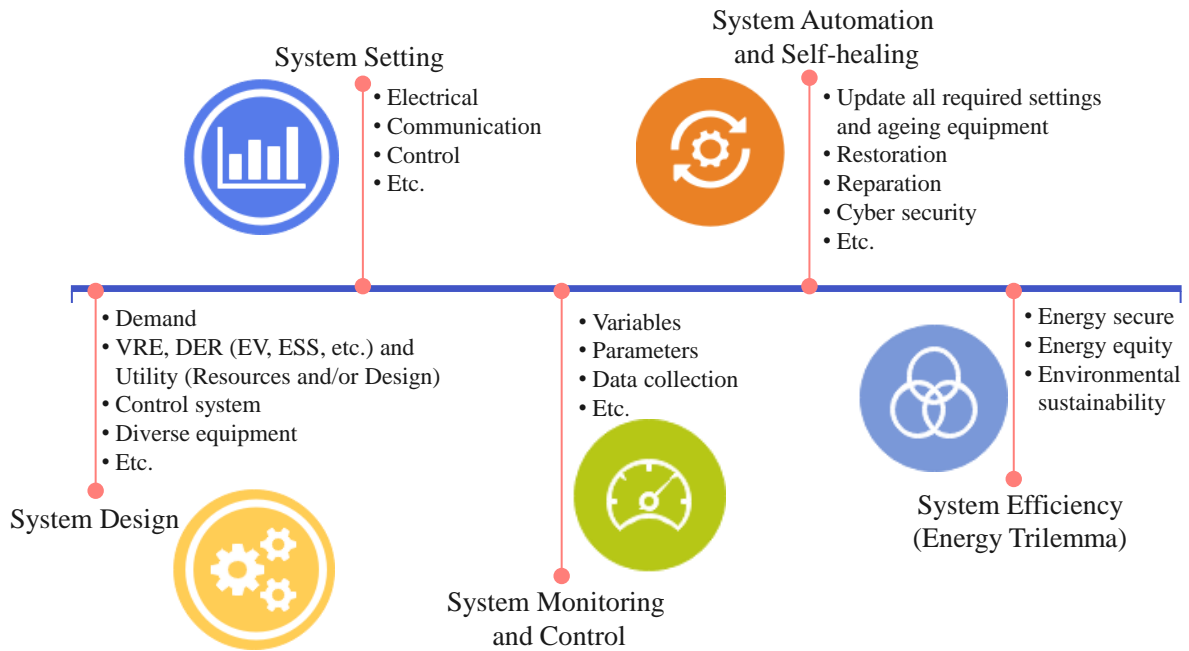 System Setting
• Electrical
• Communication
• Control
• Etc.
System Automation
and Self-healing
• Update all required settings
and ageing equipment
• Restoration
• Reparation
• Cyber security
• Etc.
• Demand
• VRE, DER (EV, ESS, etc.) and
Utility (Resources and/or Design)
• Control system
• Diverse equipment
• Etc.
System Design
• Variables
• Parameters
• Data collection
• Etc.
System Monitoring
and Control
• Energy secure
• Energy equity
• Environmental
sustainability
System Efficiency
(Energy Trilemma)